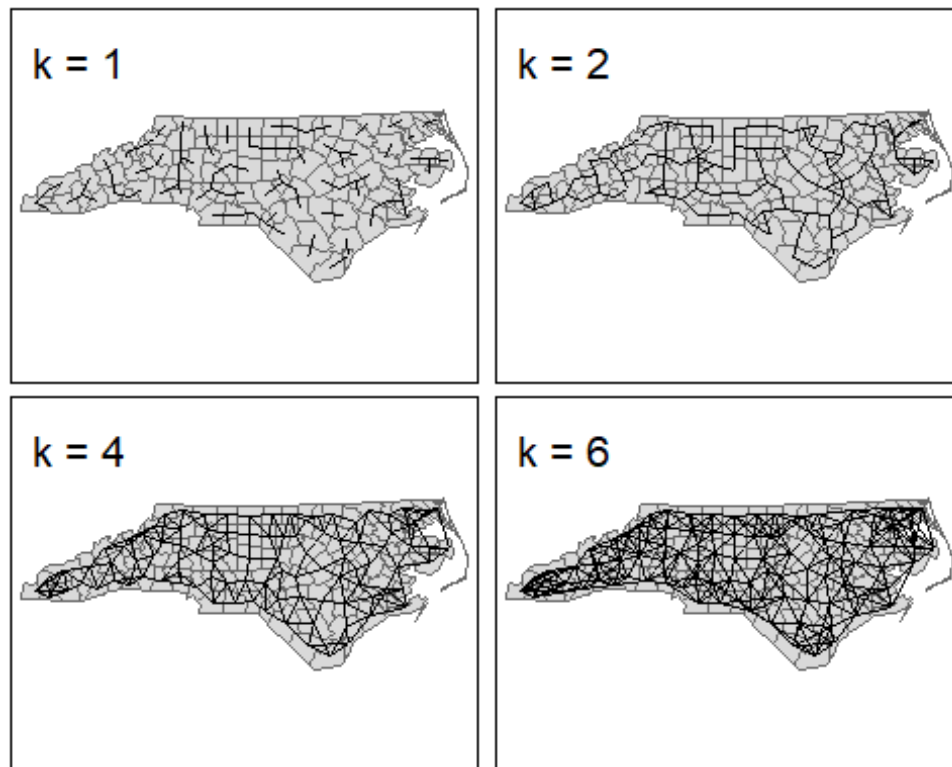 k = 1
k = 2
k = 4
k = 6